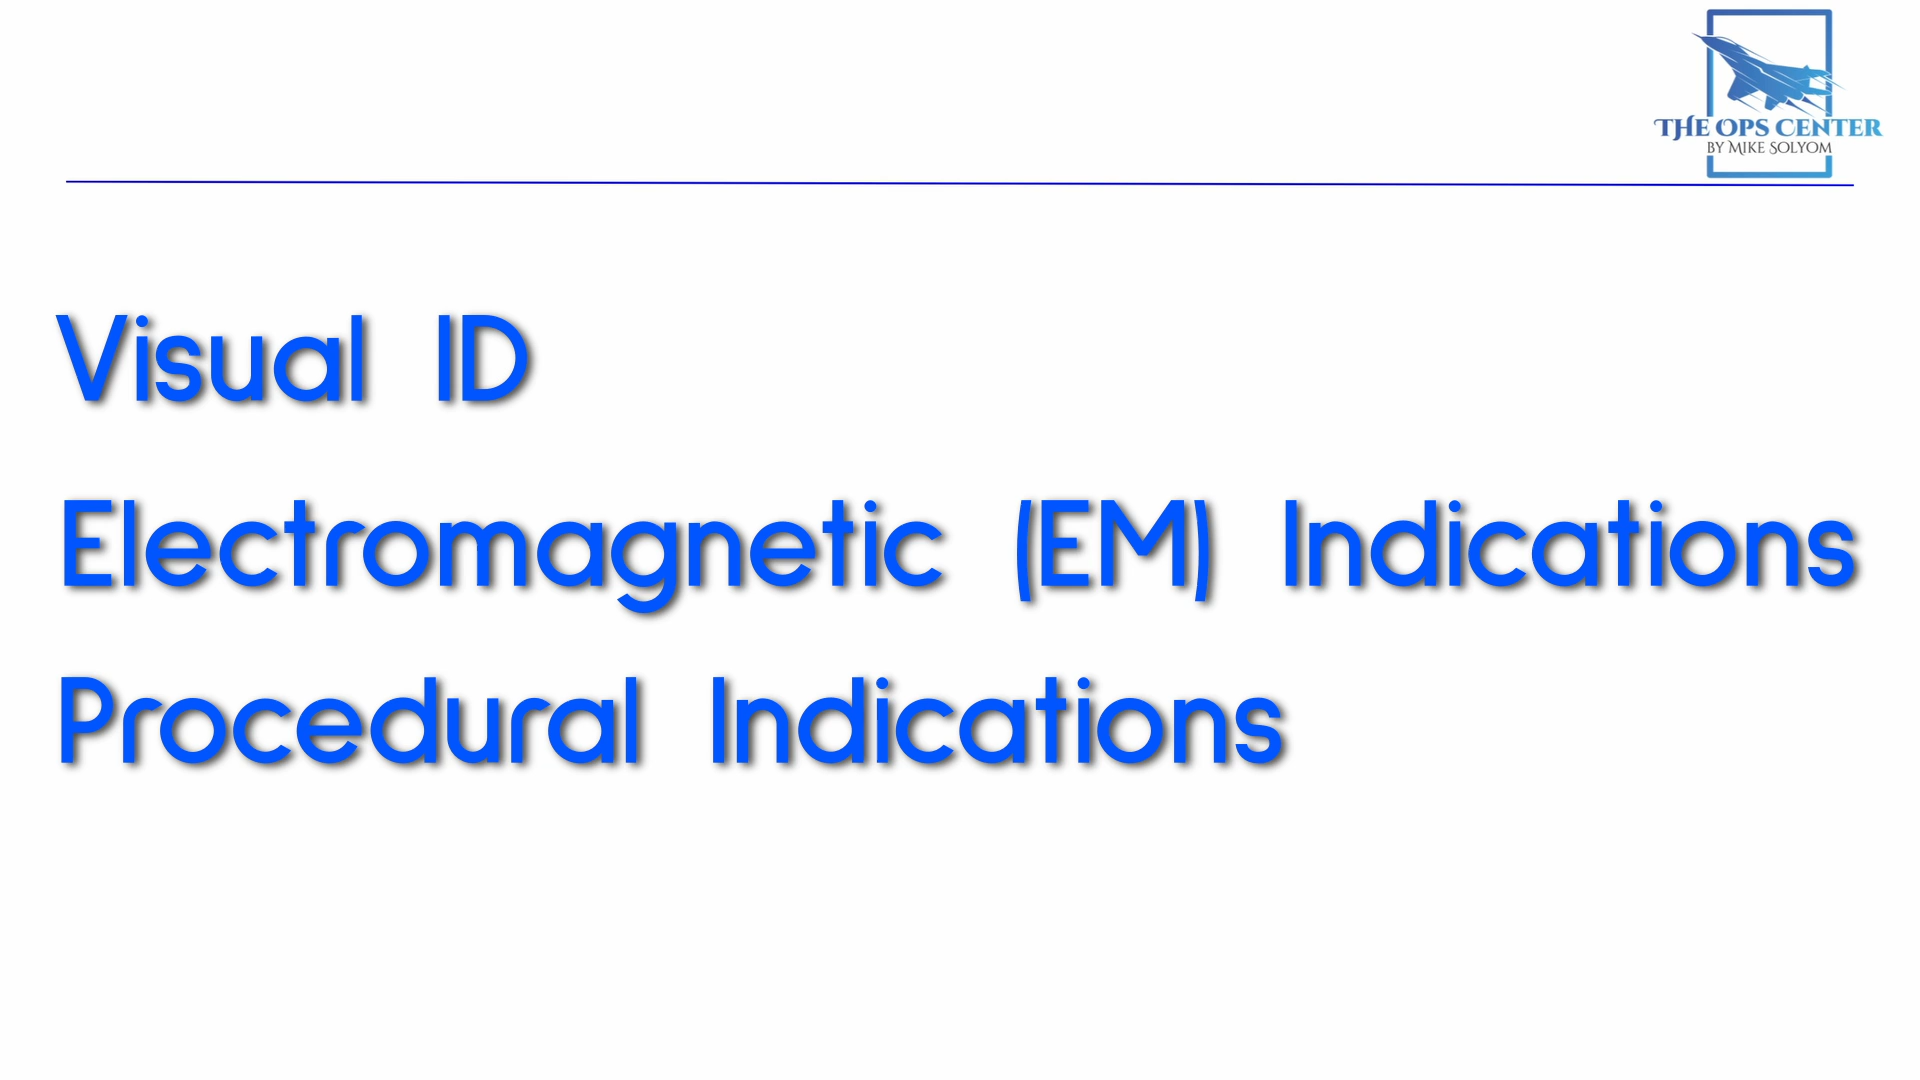 THE OPS CENTER
BY MIKE SOLYOM
Visual ID
Electromagnetic (EM) Indications
Procedural Indications